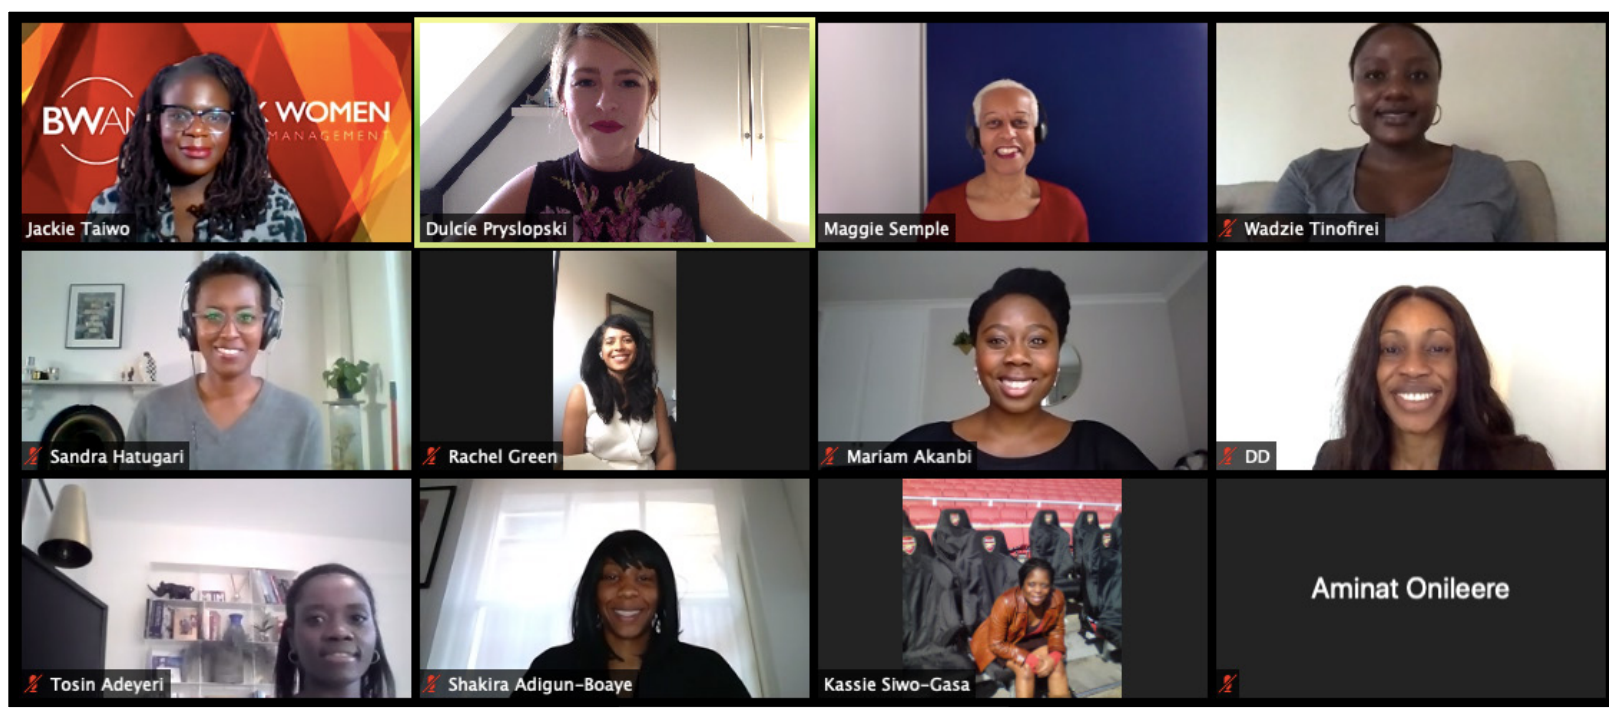 BWAM
K WOMEN
MANAGEMENT
Jackie Taiwo
Dulcie Pryslopski
Maggie Semple
Wadzie Tinofirei
Sandra Hatugari
Rachel Green
Mariam Akanbi
DD
Tosin Adeyeri
Shakira Adigun-Boaye
Kassie Siwo-Gasa
Aminat Onileere